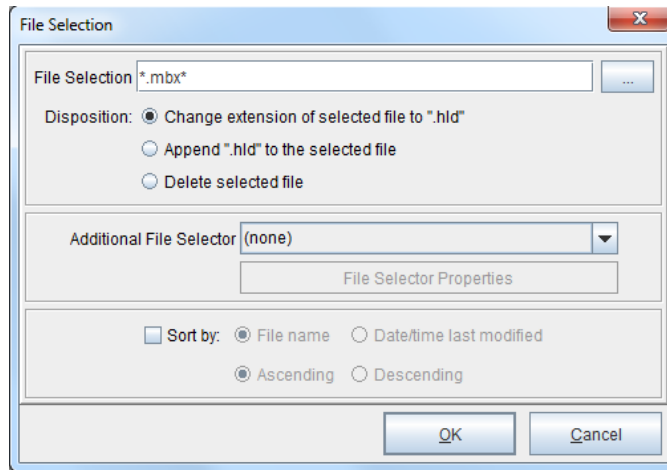 File Selection
File Selection *.mbx* ...
Disposition: Change extension of selected file to ".hld"
Append ".hld" to the selected file
Delete selected file
Additional File Selector (none)
File Selector Properties
Sort by: File name Date/time last modified
Ascending Descending
OK Cancel